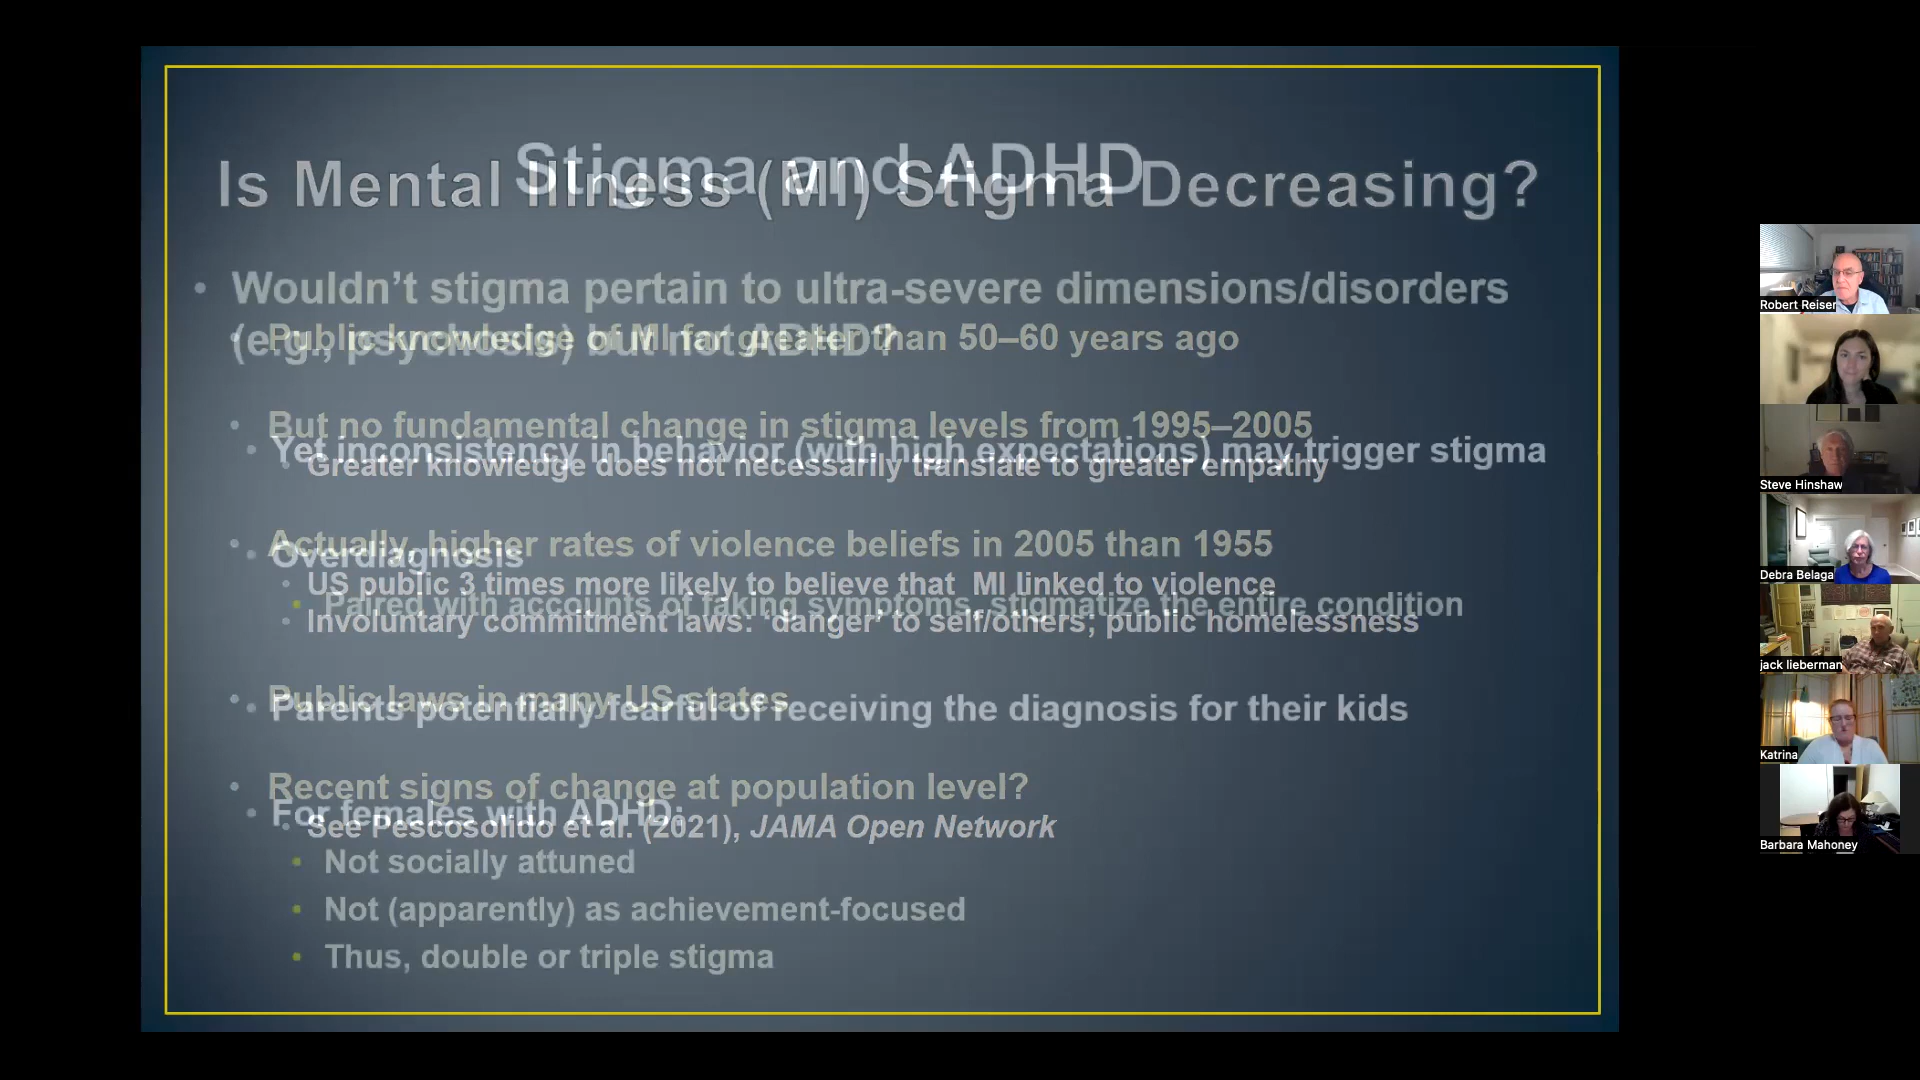 Is Mental Illness (MI) Stigma Decreasing?
• Public knowledge of MI far greater than 50–60 years ago
• But no fundamental change in stigma levels from 1995–2005
• Greater knowledge does not necessarily translate to greater empathy
• Actually, higher rates of violence beliefs in 2005 than 1955
• US public 3 times more likely to believe that MI linked to violence
• Involuntary commitment laws: ‘danger’ to self/others; public homelessness
• Public laws in many US states
• Recent signs of change at population level?
• See Pescosolido et al. (2021), JAMA Open Network
Stigma and ADHD
• Wouldn’t stigma pertain to ultra-severe dimensions/disorders
(e.g., psychosis) but not ADHD?
• Yet inconsistency in behavior (with high expectations) may trigger stigma
• Overdiagnosis
• Paired with accounts of faking symptoms, stigmatize the entire condition
• Parents potentially fearful of receiving the diagnosis for their kids
• For females with ADHD:
• Not socially attuned
• Not (apparently) as achievement-focused
• Thus, double or triple stigma
Robert Reiser
Steve Hinshaw
Debra Belaga
jack lieberman
Katrina
Barbara Mahoney